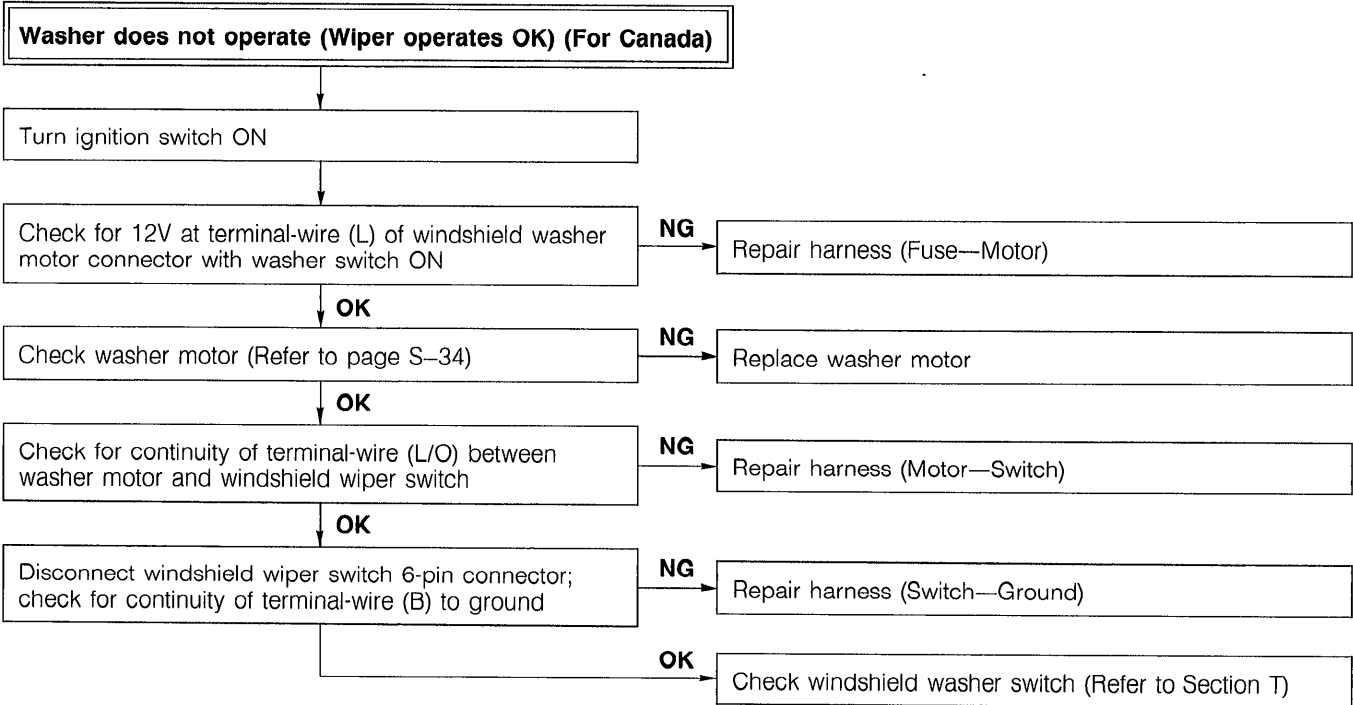 Washer does not operate (Wiper operates OK) (For Canada)
Turn ignition switch ON
Check for 12V at terminal-wire (L) of windshield washer
motor connector with washer switch ON
NG
Repair harness (Fuse—Motor)
OK
Check washer motor (Refer to page S–34)
NG
Replace washer motor
OK
Check for continuity of terminal-wire (L/O) between
washer motor and windshield wiper switch
NG
Repair harness (Motor—Switch)
OK
Disconnect windshield wiper switch 6-pin connector;
check for continuity of terminal-wire (B) to ground
NG
Repair harness (Switch—Ground)
OK
Check windshield washer switch (Refer to Section T)